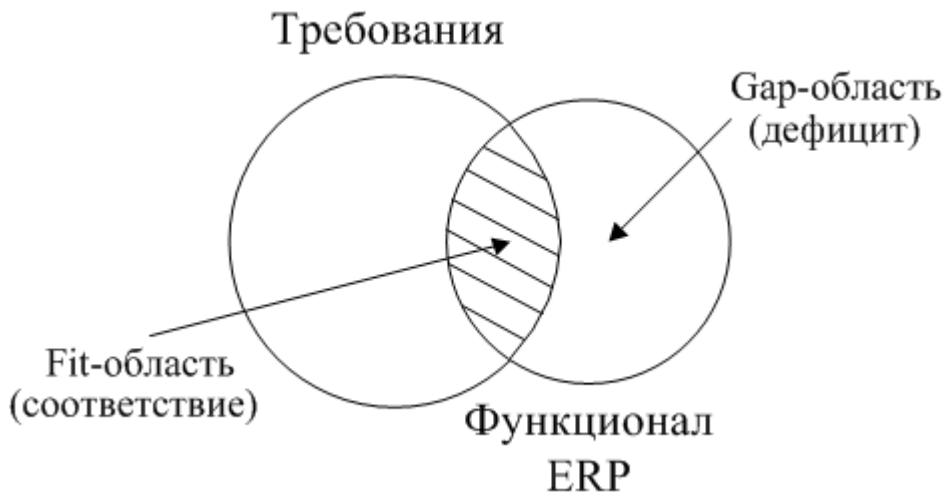 Требования
Gap-область
(дефицит)
Fit-область
(соответствие)
Функционал
ERP